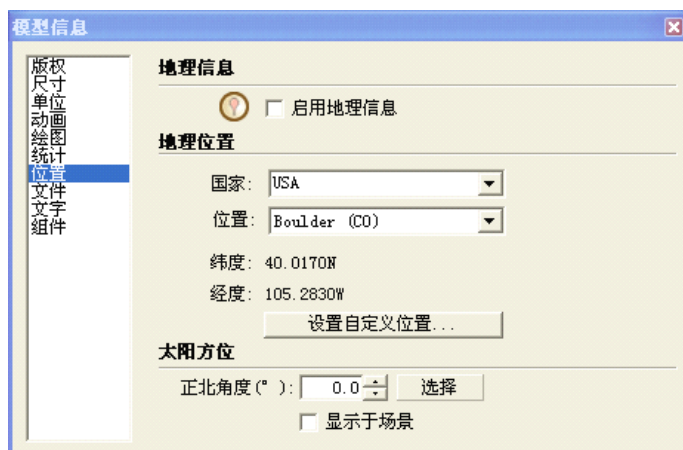 模型信息
版权
尺寸
单位
动画
绘图
统计
位置
文件
文字
组件
地理信息
启用地理信息
地理位置
国家: USA
位置: Boulder (CO)
纬度: 40.0170N
经度: 105.2830W
设置自定义位置...
太阳方位
正北角度(° ): 0.0 选择
显示于场景